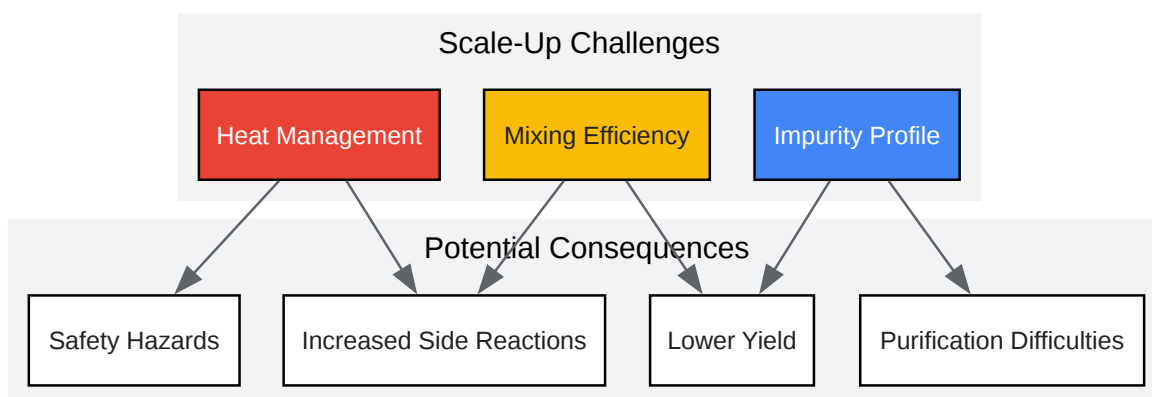 Scale-Up Challenges
Heat Management
Mixing Efficiency
Impurity Profile
Potential Consequences
Safety Hazards
Increased Side Reactions
Lower Yield
Purification Difficulties